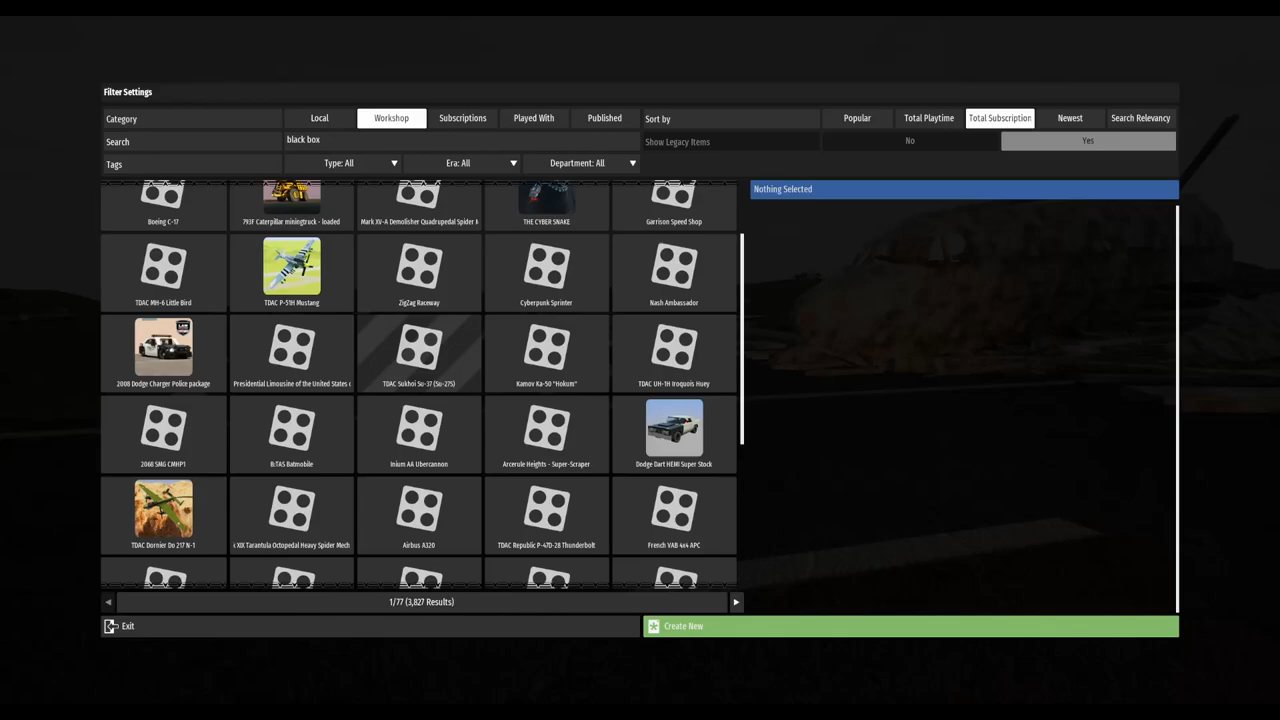 Filter Settings
Category
Local
Workshop
Subscriptions
Played With
Published
Sort by
Popular
Total Playtime
Total Subscription
Newest
Search Relevancy
Search
black box
Show Legacy Items
No
Yes
Tags
Type: All
Era: All
Department: All
Nothing Selected
Boeing C-17
793F Caterpillar miningtruck - loaded
Mark XV-A Demolisher Quadrupedal Spider M
THE CYBER SNAKE
Garrison Speed Shop
TDAC MH-6 Little Bird
TDAC P-51H Mustang
ZigZag Raceway
Cyberpunk Sprinter
Nash Ambassador
2008 Dodge Charger Police package
Presidential Limousine of the United States o
TDAC Sukhoi Su-37 (Su-27S)
Kamov Ka-50 "Hokum"
TDAC UH-1H Iroquois Huey
2068 SMG CMHP1
B:TAS Batmobile
Inium AA Ubercannon
Arcerule Heights - Super-Scraper
Dodge Dart HEMI Super Stock
TDAC Dornier Do 217 N-1
k XIX Tarantula Octopedal Heavy Spider Mech
Airbus A320
TDAC Republic P-47D-28 Thunderbolt
French VAB 4x4 APC
1/77 (3,827 Results)
Exit
Create New